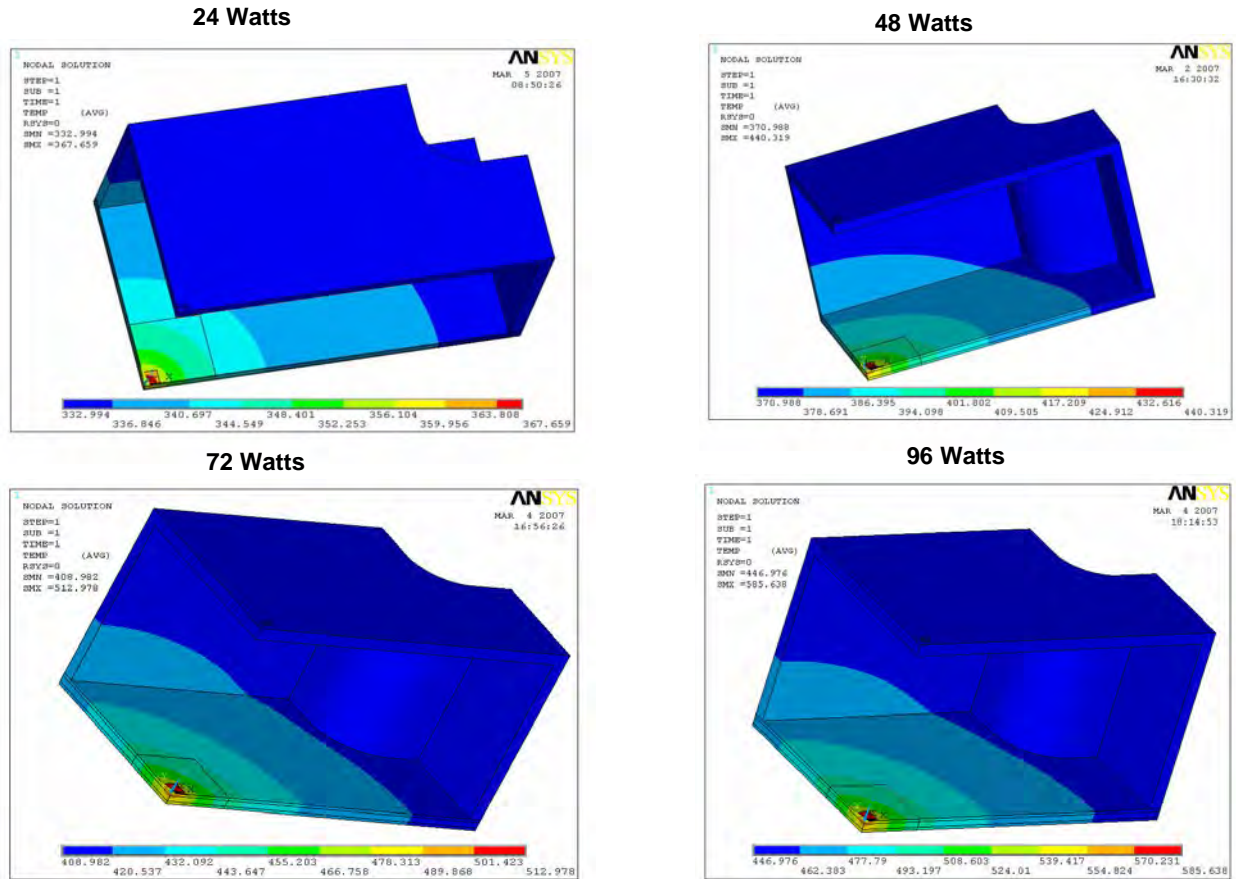 24 Watts
1
ANSYS
NODAL SOLUTION
MAR 5 2007
08:50:26
STEP=1
SUB =1
TIME=1
TEMP (AVG)
RSYS=0
SMN =332.994
SMX =367.659
332.994 340.697 348.401 356.104 363.808
336.846 344.549 352.253 359.956 367.659
48 Watts
1
ANSYS
NODAL SOLUTION
MAR 2 2007
16:30:32
STEP=1
SUB =1
TIME=1
TEMP (AVG)
RSYS=0
SMN =370.988
SMX =440.319
370.988 386.395 401.802 417.209 432.616
378.691 394.098 409.505 424.912 440.319
72 Watts
1
ANSYS
NODAL SOLUTION
MAR 4 2007
16:56:26
STEP=1
SUB =1
TIME=1
TEMP (AVG)
RSYS=0
SMN =408.982
SMX =512.978
408.982 432.092 455.203 478.313 501.423
420.537 443.647 466.758 489.868 512.978
96 Watts
1
ANSYS
NODAL SOLUTION
MAR 4 2007
18:14:53
STEP=1
SUB =1
TIME=1
TEMP (AVG)
RSYS=0
SMN =446.976
SMX =585.638
446.976 477.79 508.603 539.417 570.231
462.383 493.197 524.01 554.824 585.638